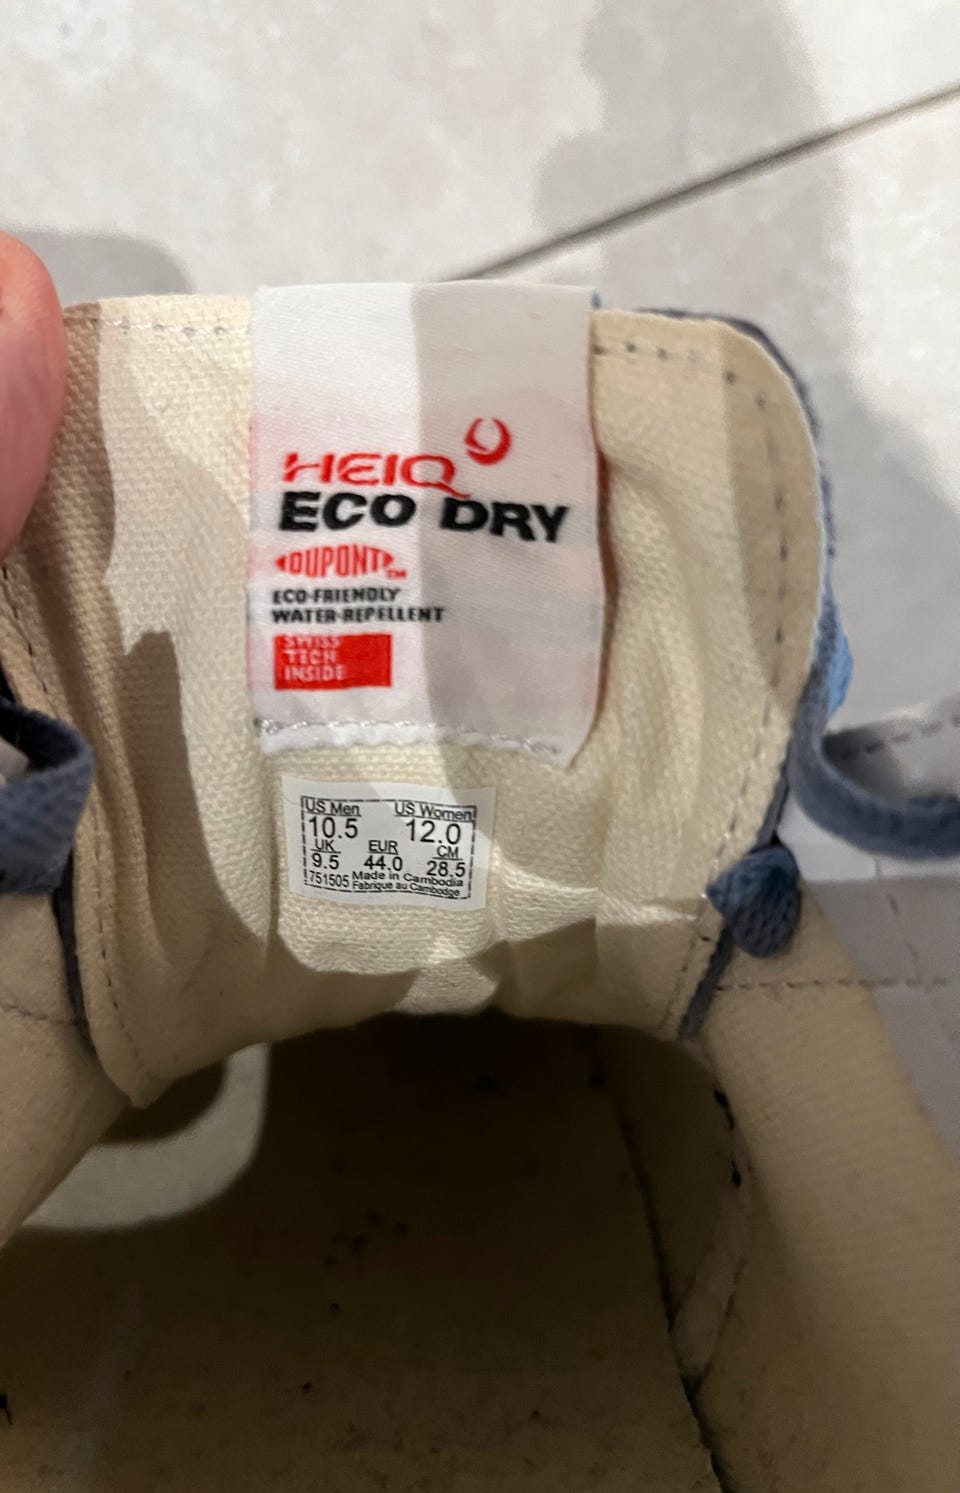 HEIQ
ECO DRY
DUPONT™
ECO-FRIENDLY
WATER-REPELLENT
SWISS
TECH
INSIDE
US Men US Women
10.5 12.0
UK EUR CM
9.5 44.0 28.5
751505 Made in Cambodia
Fabrique au Cambodge